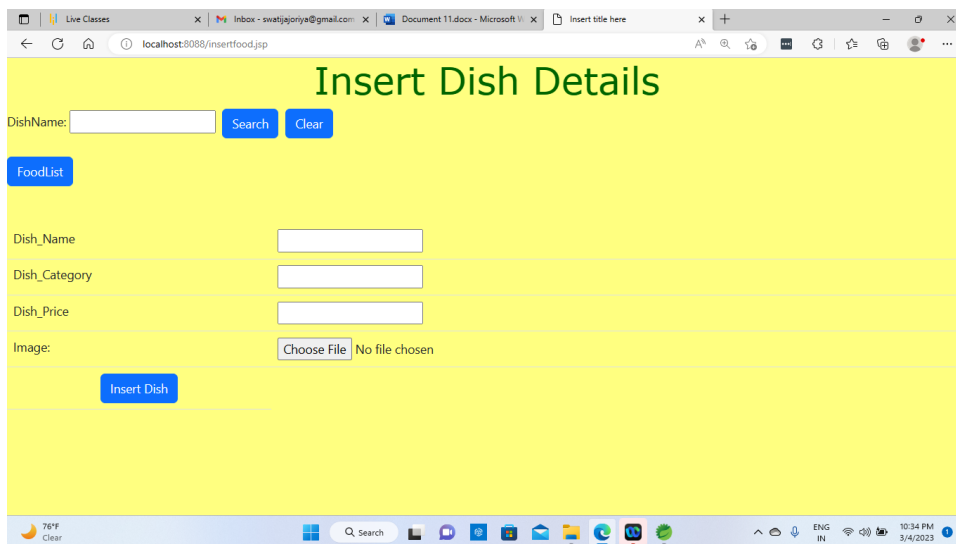 Live Classes
Inbox - swatijajoriya@gmail.com
Document 11.docx - Microsoft W
Insert title here
localhost:8088/insertfood.jsp
Insert Dish Details
DishName:
Search
Clear
FoodList
Dish_Name
Dish_Category
Dish_Price
Image:
Choose File No file chosen
Insert Dish
76°F
Clear
Search
ENG
IN
10:34 PM
3/4/2023
1